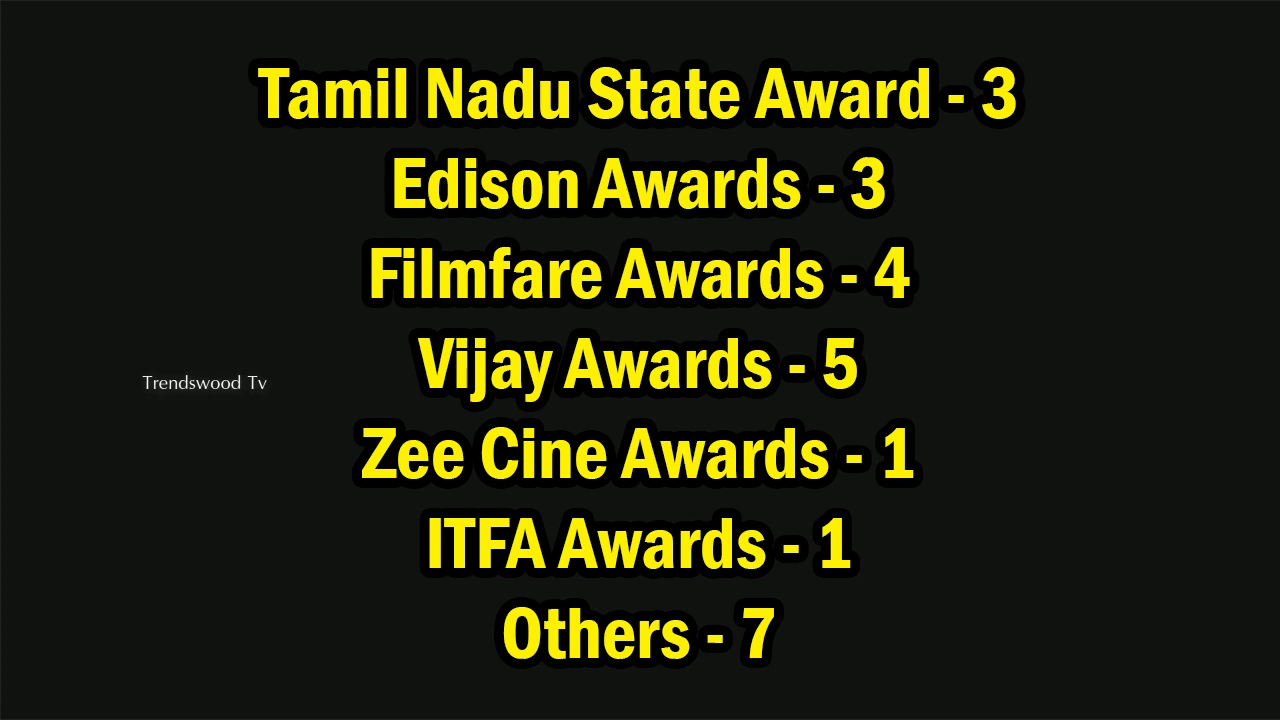 Tamil Nadu State Award - 3
Edison Awards - 3
Filmfare Awards - 4
Vijay Awards - 5
Trendswood Tv
Zee Cine Awards - 1
ITFA Awards - 1
Others - 7